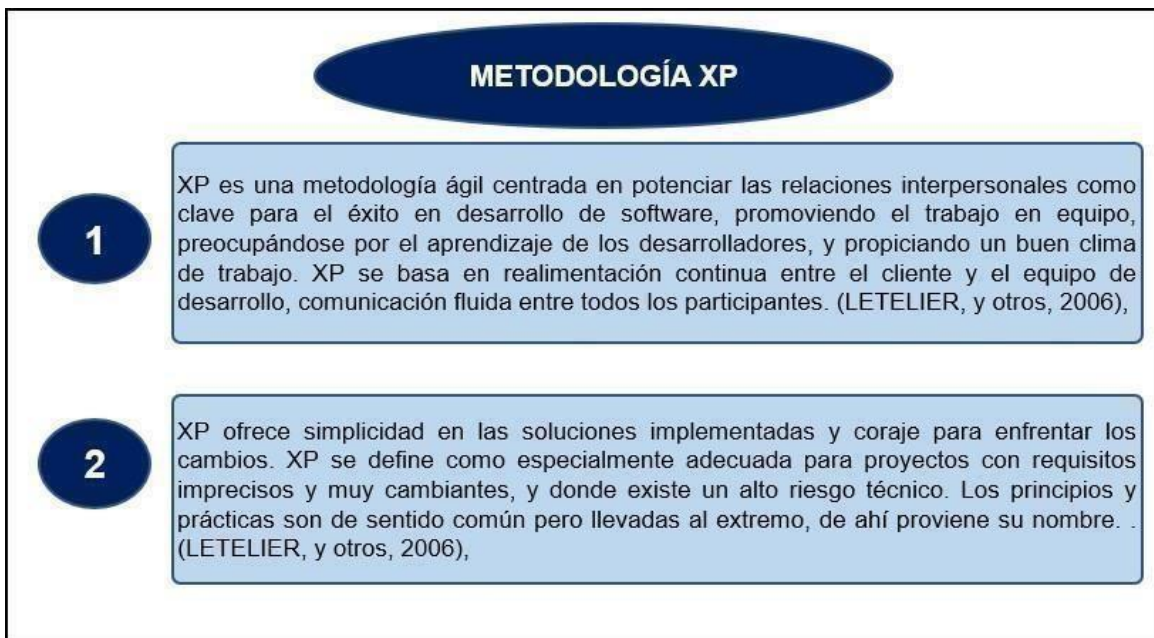 METODOLOGÍA XP
1
XP es una metodología ágil centrada en potenciar las relaciones interpersonales como
clave para el éxito en desarrollo de software, promoviendo el trabajo en equipo,
preocupándose por el aprendizaje de los desarrolladores, y propiciando un buen clima
de trabajo. XP se basa en realimentación continua entre el cliente y el equipo de
desarrollo, comunicación fluida entre todos los participantes. (LETELIER, y otros, 2006),
2
XP ofrece simplicidad en las soluciones implementadas y coraje para enfrentar los
cambios. XP se define como especialmente adecuada para proyectos con requisitos
imprecisos y muy cambiantes, y donde existe un alto riesgo técnico. Los principios y
prácticas son de sentido común pero llevadas al extremo, de ahí proviene su nombre. .
(LETELIER, y otros, 2006),